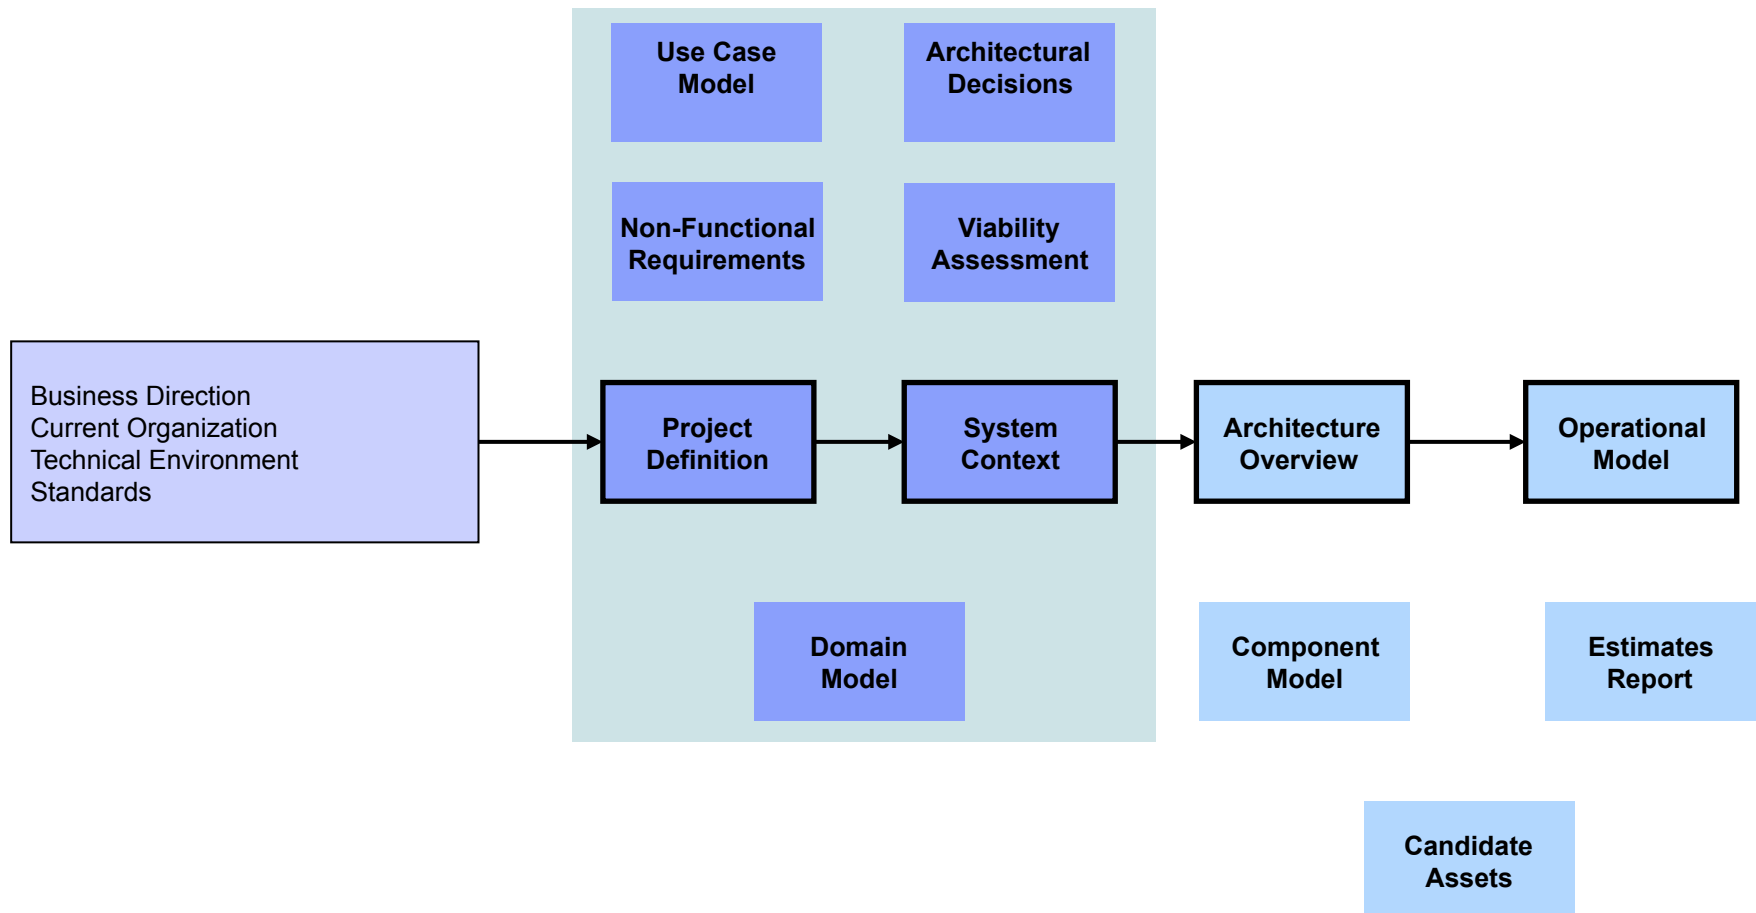 Use Case
Model
Architectural
Decisions
Non-Functional
Requirements
Viability
Assessment
Business Direction
Current Organization
Technical Environment
Standards
Project
Definition
System
Context
Architecture
Overview
Operational
Model
Domain
Model
Component
Model
Estimates
Report
Candidate
Assets